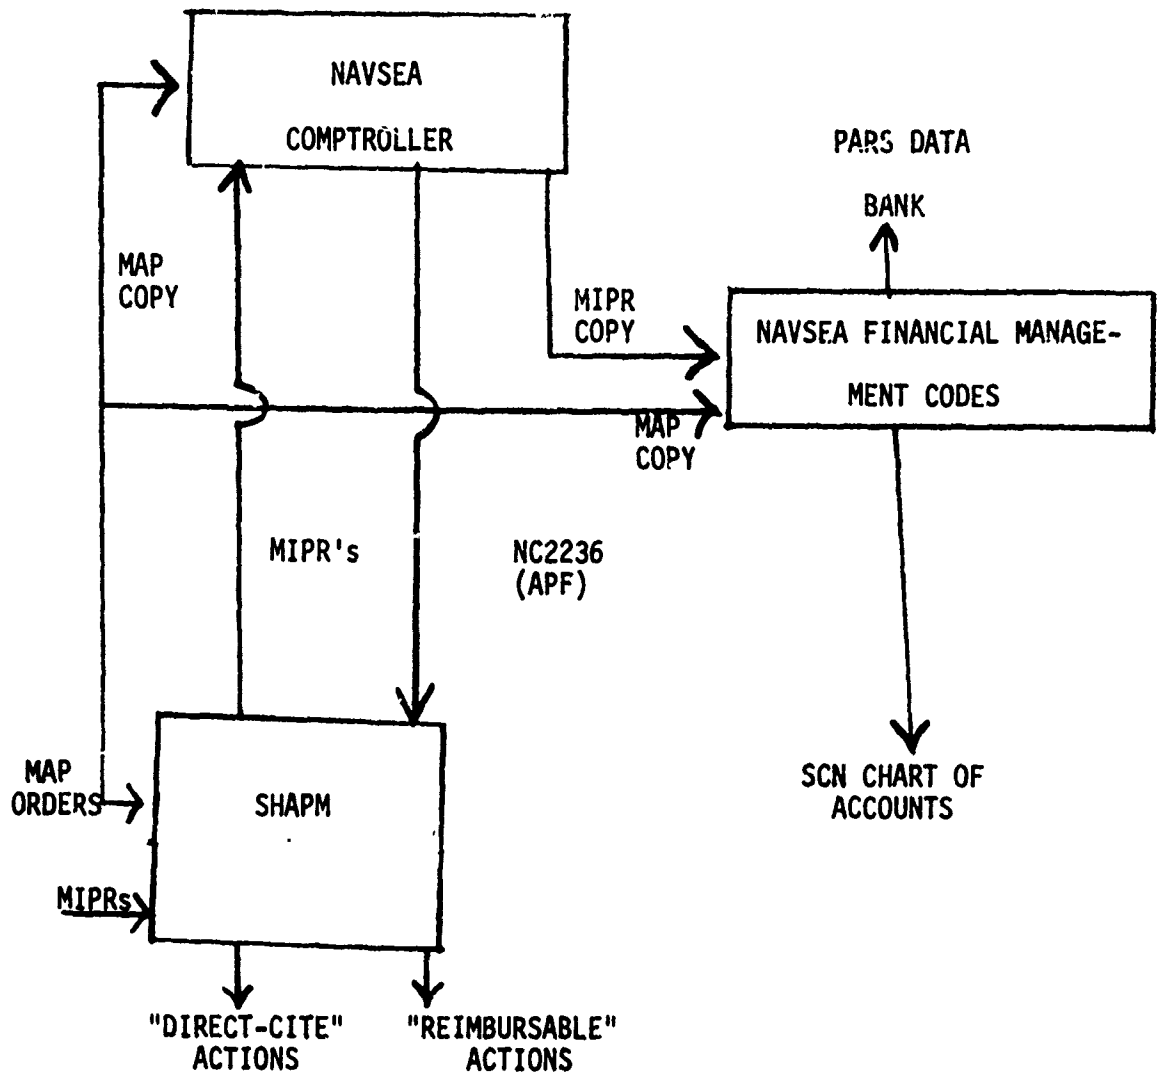 NAVSEA
COMPTROLLER
PARS DATA
BANK
MAP
COPY
MIPR
COPY
NAVSEA FINANCIAL MANAGE-
MENT CODES
MAP
COPY
MIPR's
NC2236
(APF)
MAP
ORDERS
SHAPM
SCN CHART OF
ACCOUNTS
MIPRs
"DIRECT-CITE"
ACTIONS
"REIMBURSABLE"
ACTIONS